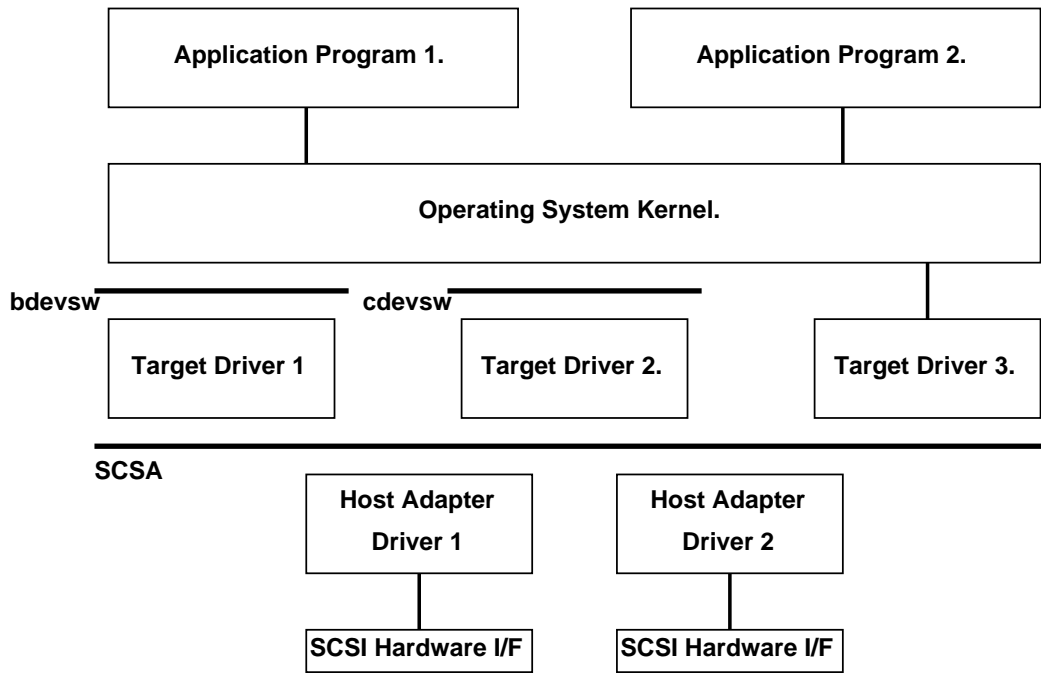 Application Program 1.
Application Program 2.
Operating System Kernel.
bdevsw
cdevsw
Target Driver 1
Target Driver 2.
Target Driver 3.
SCSA
Host Adapter
Driver 1
Host Adapter
Driver 2
SCSI Hardware I/F
SCSI Hardware I/F